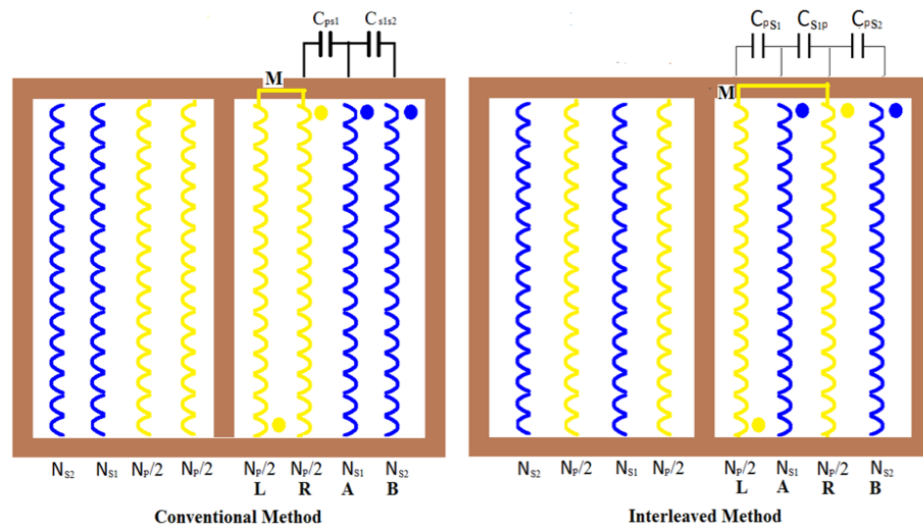 Cps1 Cs1s2
M
NS2 NS1 NP/2 NP/2 NP/2 NP/2 NS1 NS2
L R A B
Conventional Method
CpS1 CS1p CpS2
M
NS2 NP/2 NS1 NP/2 NP/2 NS1 NP/2 NS2
L A R B
Interleaved Method